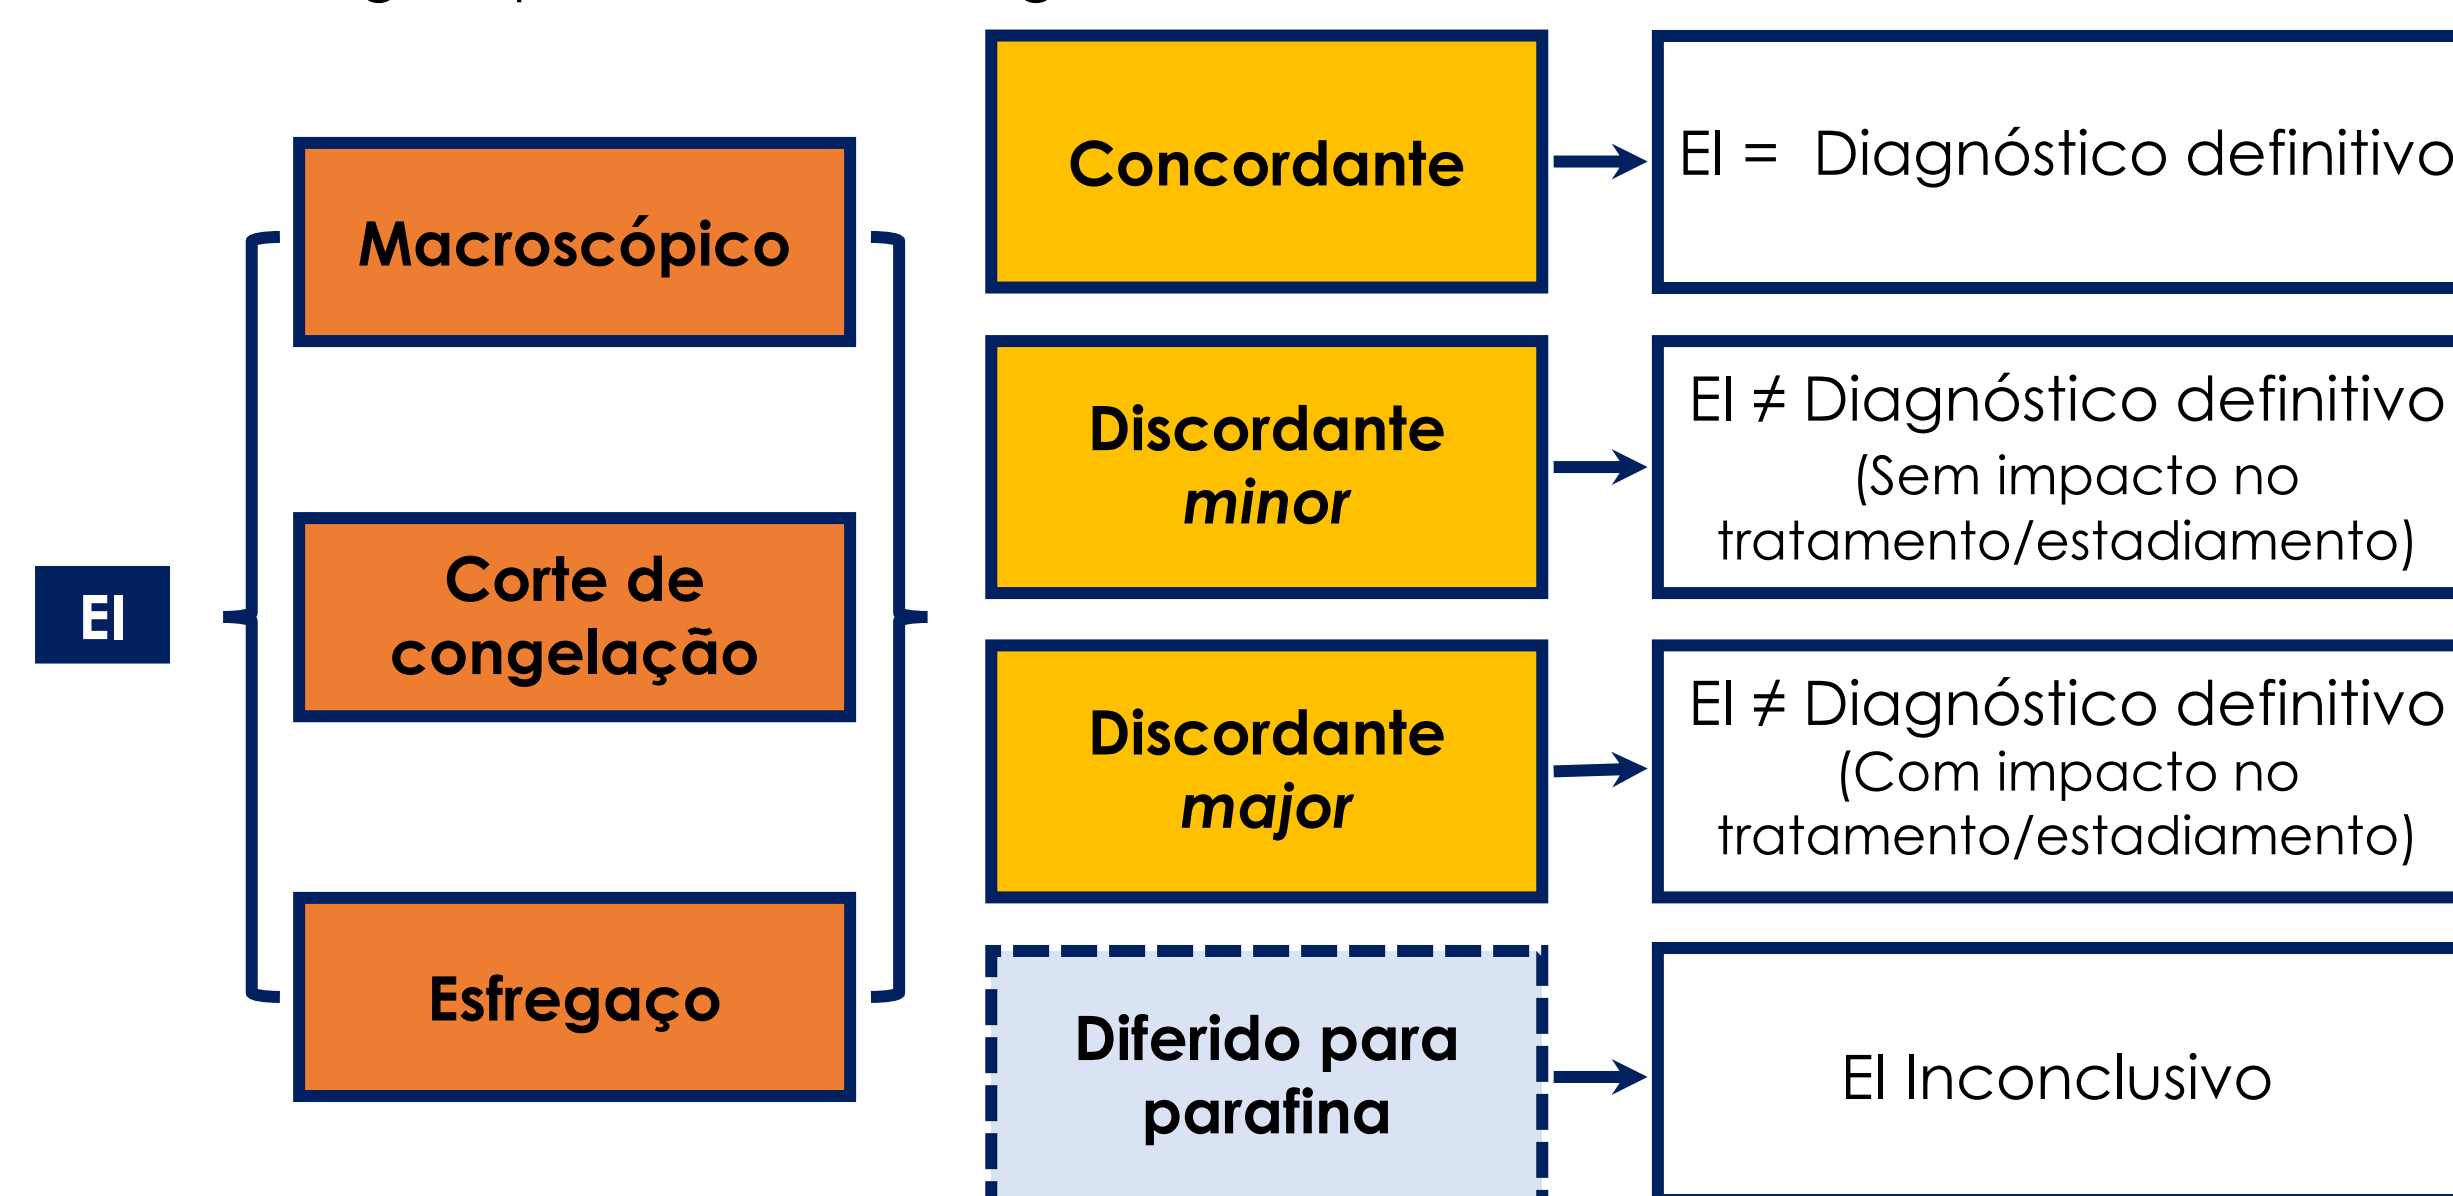 EI
Macroscópico
Corte de
congelação
Esfregaço
Concordante
EI = Diagnóstico definitivo
Discordante
minor
EI ≠ Diagnóstico definitivo
(Sem impacto no
tratamento/estadiamento)
Discordante
major
EI ≠ Diagnóstico definitivo
(Com impacto no
tratamento/estadiamento)
Diferido para
parafina
EI Inconclusivo